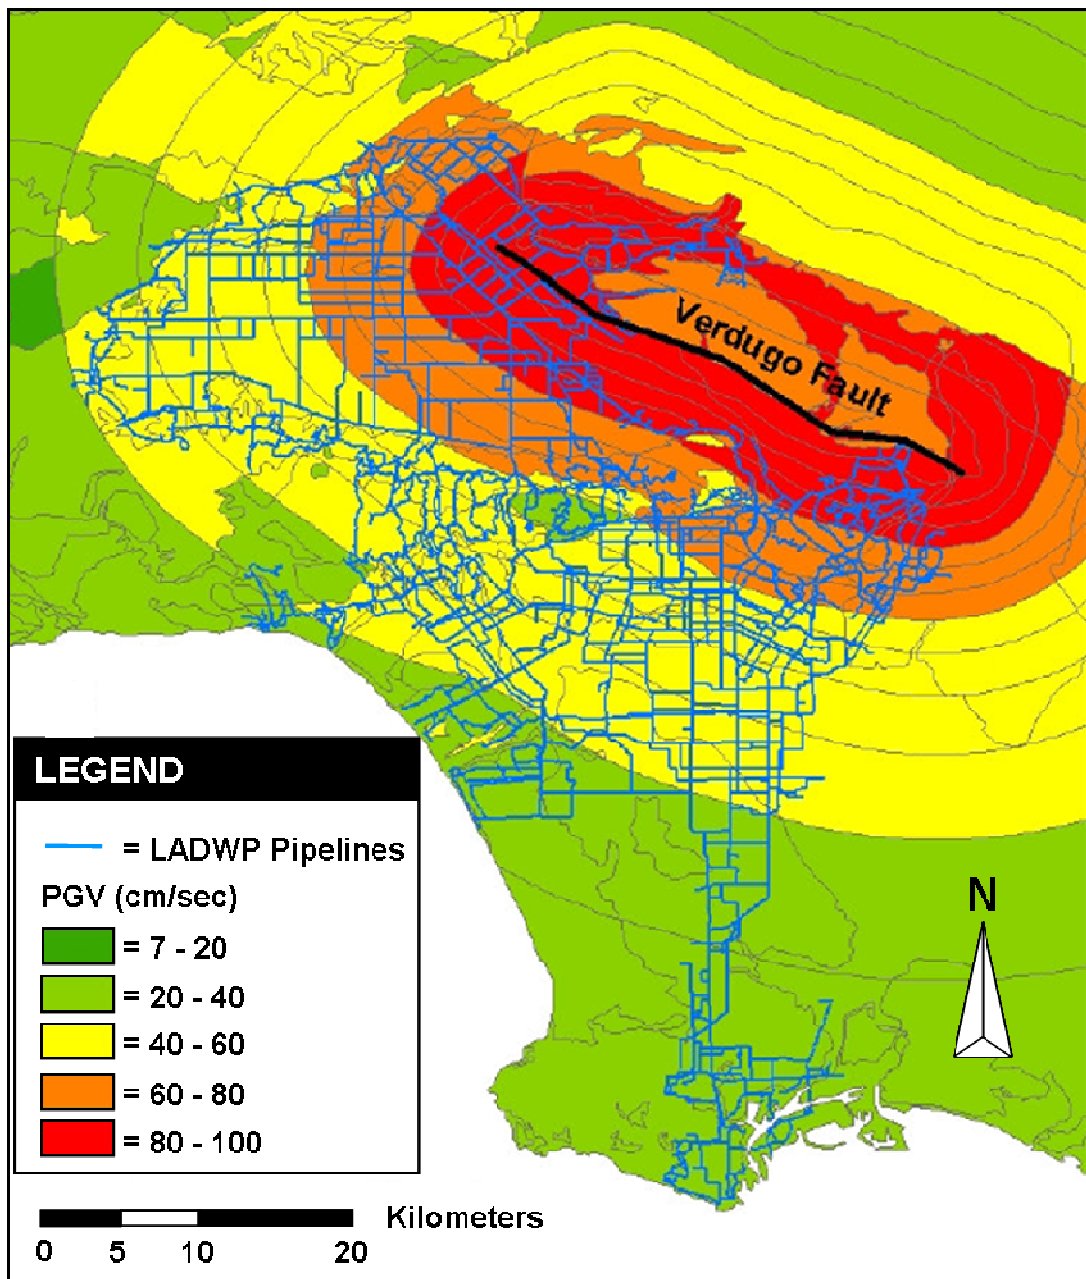 Verdugo Fault
LEGEND
= LADWP Pipelines
PGV (cm/sec)
= 7 - 20
= 20 - 40
= 40 - 60
= 60 - 80
= 80 - 100
N
Kilometers
0 5 10 20